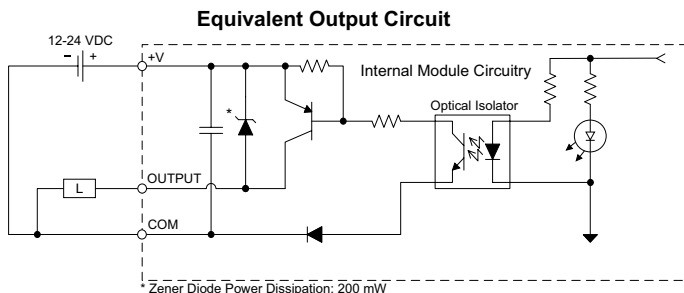 Equivalent Output Circuit
12-24 VDC
− +
+V
Internal Module Circuitry
Optical Isolator
*
OUTPUT
L
COM
* Zener Diode Power Dissipation: 200 mW